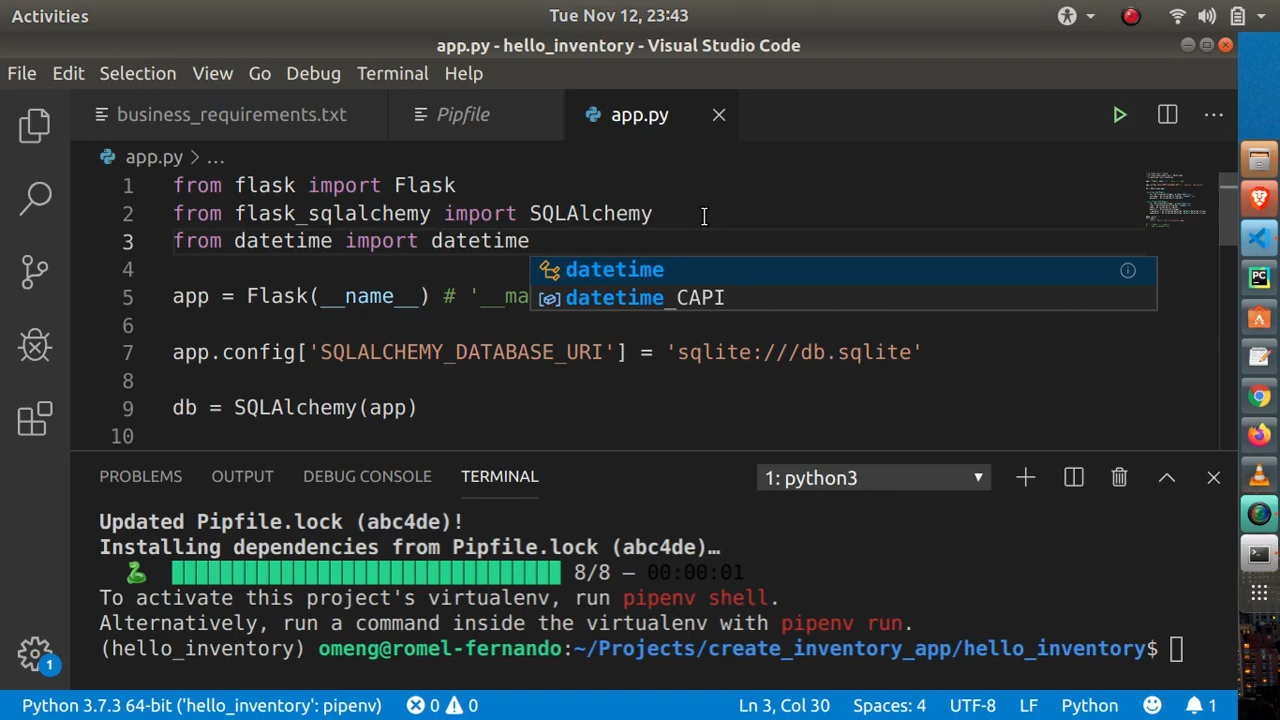 Activities
Tue Nov 12, 23:43
app.py - hello_inventory - Visual Studio Code
File Edit Selection View Go Debug Terminal Help
business_requirements.txt Pipfile app.py
app.py > ...
1 from flask import Flask
2 from flask_sqlalchemy import SQLAlchemy
3 from datetime import datetime
4 datetime
5 app = Flask(__name__) # '__ma datetime_CAPI
6
7 app.config['SQLALCHEMY_DATABASE_URI'] = 'sqlite:///db.sqlite'
8
9 db = SQLAlchemy(app)
10
PROBLEMS OUTPUT DEBUG CONSOLE TERMINAL 1: python3
Updated Pipfile.lock (abc4de)!
Installing dependencies from Pipfile.lock (abc4de)…
8/8 — 00:00:01
To activate this project's virtualenv, run pipenv shell.
Alternatively, run a command inside the virtualenv with pipenv run.
(hello_inventory) omeng@romel-fernando:~/Projects/create_inventory_app/hello_inventory$
1
Python 3.7.3 64-bit ('hello_inventory': pipenv) 0 0 Ln 3, Col 30 Spaces: 4 UTF-8 LF Python 1